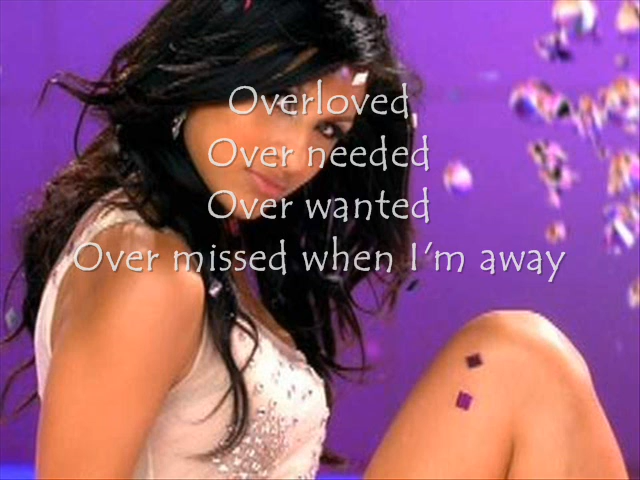 Overloved
Over needed
Over wanted
Over missed when I'm away